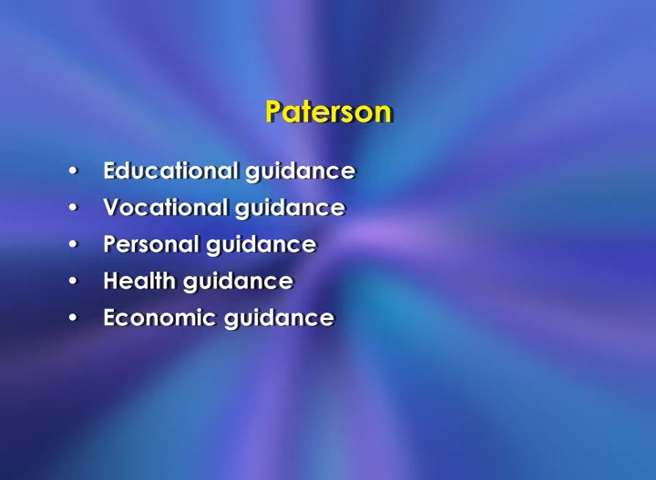 Paterson
• Educational guidance
• Vocational guidance
• Personal guidance
• Health guidance
• Economic guidance